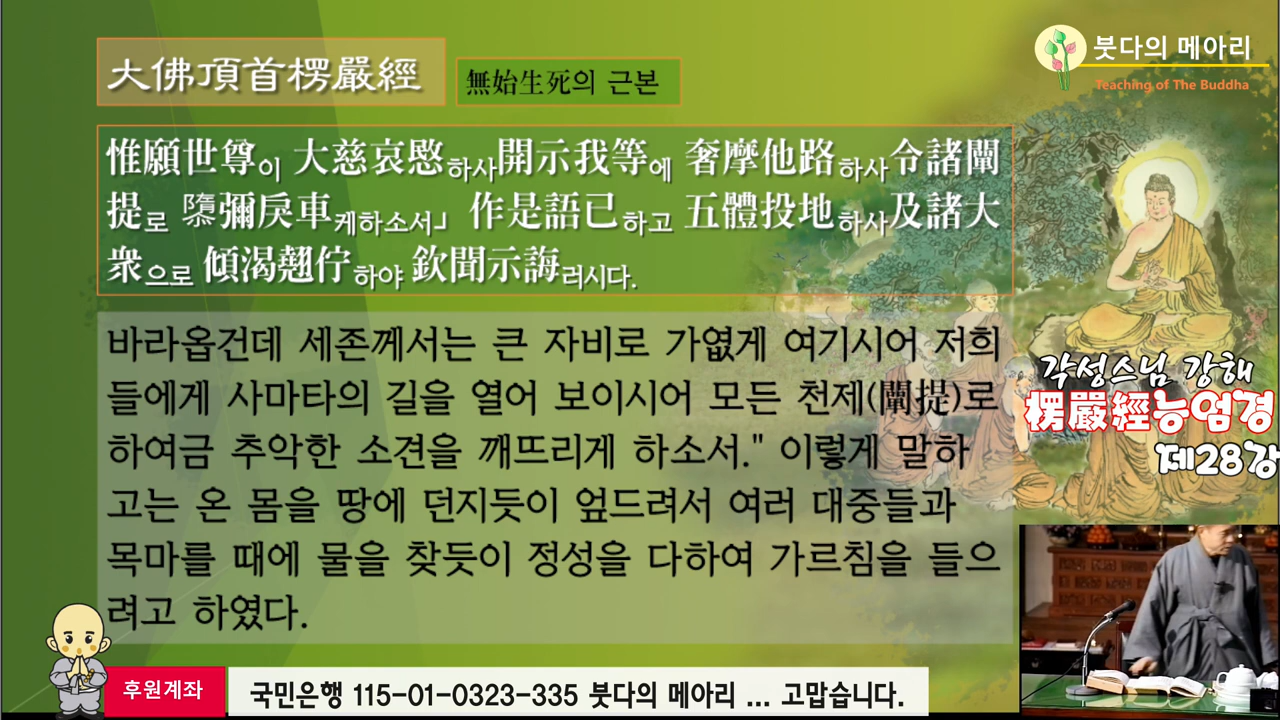 大佛頂首楞嚴經
無始生死의 근본
붓다의 메아리
Teaching of The Buddha
惟願世尊이 大慈哀愍하사開示我等에 奢摩他路하사令諸闡
提로 隳彌戾車케하소서」 作是語已하고 五體投地하사及諸大
衆으로 傾渴翹佇하야 欽聞示誨러시다.
바라옵건데 세존께서는 큰 자비로 가엾게 여기시어 저희
들에게 사마타의 길을 열어 보이시어 모든 천제(闡提)로
하여금 추악한 소견을 깨뜨리게 하소서." 이렇게 말하
고는 온 몸을 땅에 던지듯이 엎드려서 여러 대중들과
목마를 때에 물을 찾듯이 정성을 다하여 가르침을 들으
려고 하였다.
각성스님 강해
楞嚴經능엄경
제28강
후원계좌
국민은행 115-01-0323-335 붓다의 메아리 ... 고맙습니다.